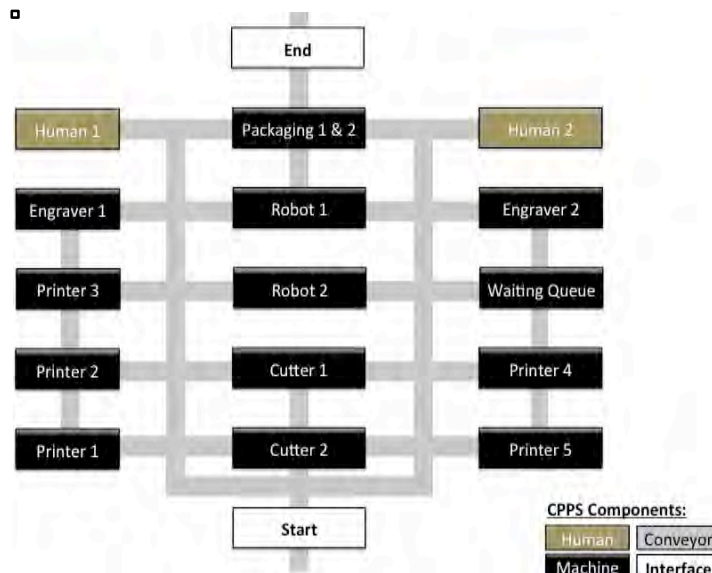 End
Human 1
Packaging 1 & 2
Human 2
Engraver 1
Robot 1
Engraver 2
Printer 3
Robot 2
Waiting Queue
Printer 2
Cutter 1
Printer 4
Printer 1
Cutter 2
Printer 5
Start
CPPS Components:
Human
Conveyor
Machine
Interface